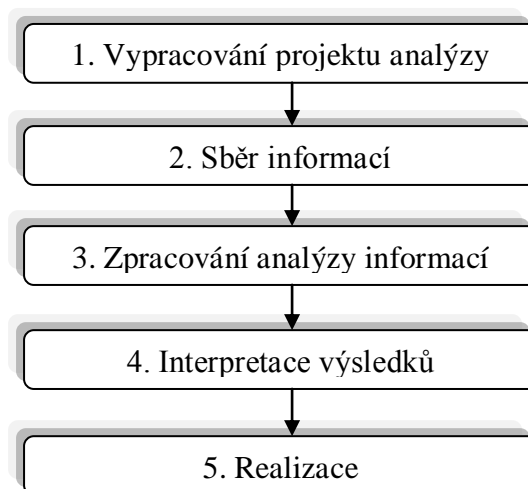 1. Vypracování projektu analýzy
2. Sběr informací
3. Zpracování analýzy informací
4. Interpretace výsledků
5. Realizace